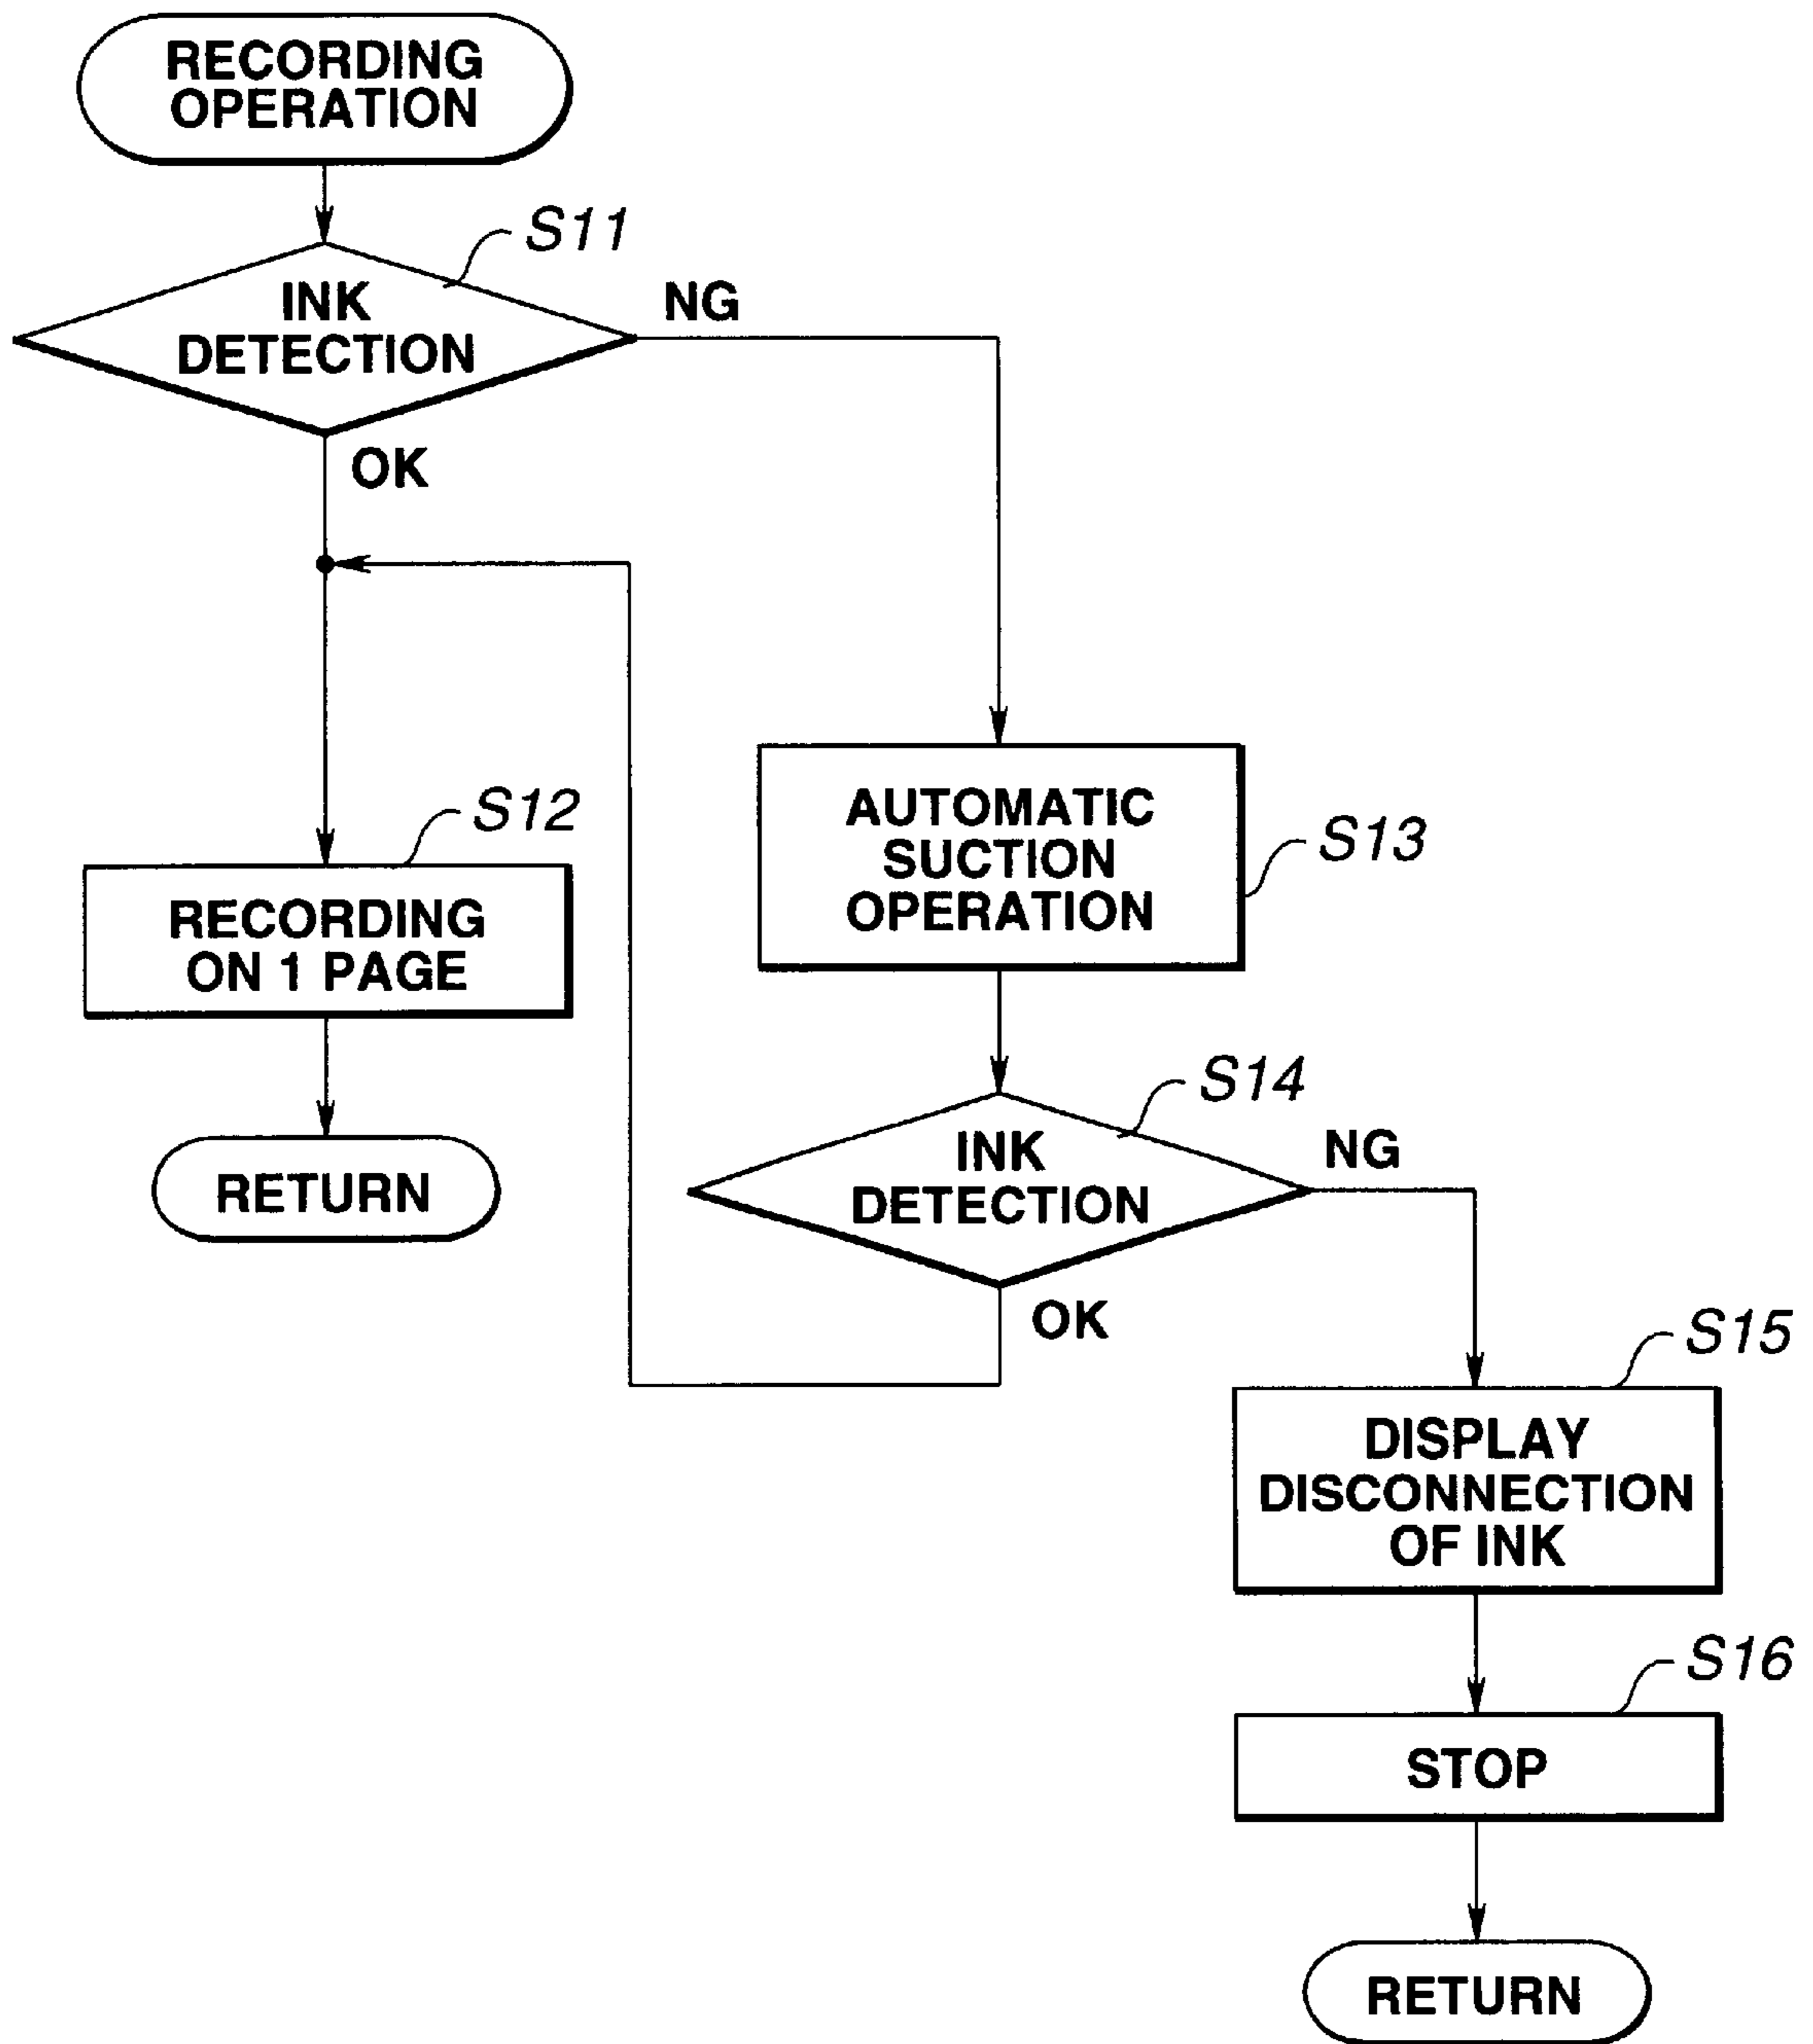 RECORDING
OPERATION
S11
INK
DETECTION
NG
OK
S12
RECORDING
ON 1 PAGE
RETURN
AUTOMATIC
SUCTION
OPERATION
S13
S14
INK
DETECTION
NG
OK
S15
DISPLAY
DISCONNECTION
OF INK
S16
STOP
RETURN